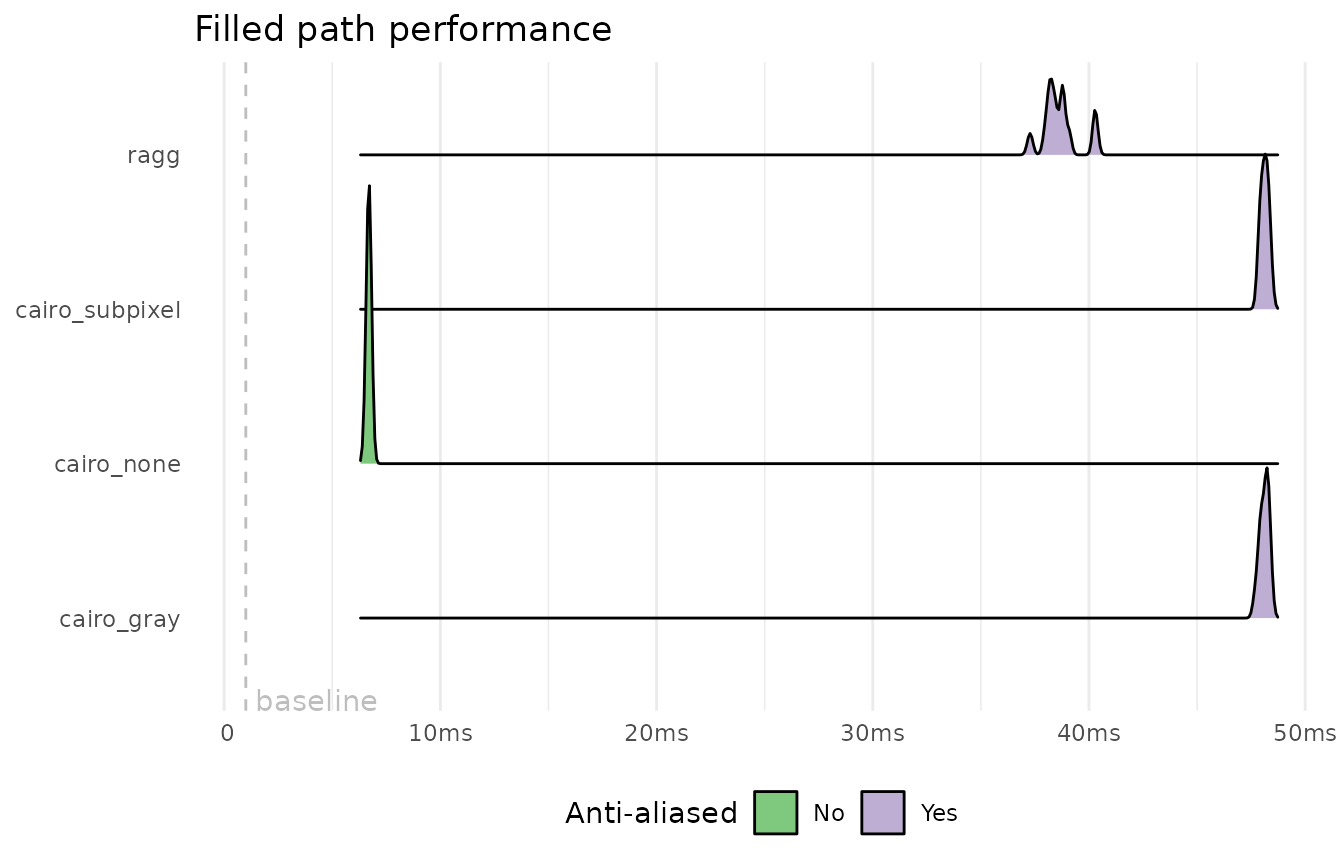 Filled path performance
ragg
cairo_subpixel
cairo_none
cairo_gray
baseline
0 10ms 20ms 30ms 40ms 50ms
Anti-aliased No Yes